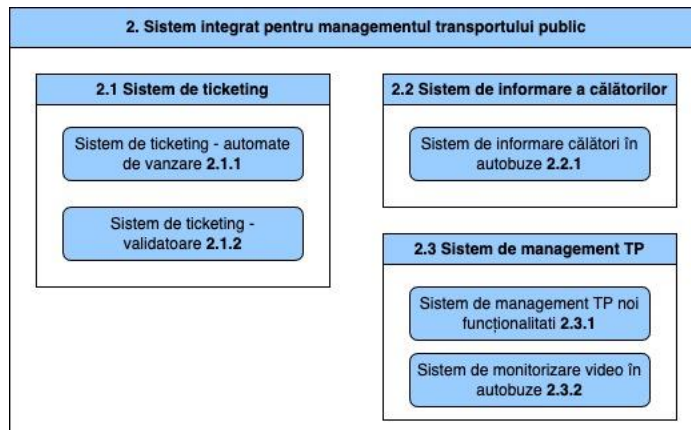 2. Sistem integrat pentru managementul transportului public
2.1 Sistem de ticketing
Sistem de ticketing - automate
de vanzare 2.1.1
Sistem de ticketing -
validatoare 2.1.2
2.2 Sistem de informare a călătorilor
Sistem de informare călători în
autobuze 2.2.1
2.3 Sistem de management TP
Sistem de management TP noi
funcționalitati 2.3.1
Sistem de monitorizare video în
autobuze 2.3.2